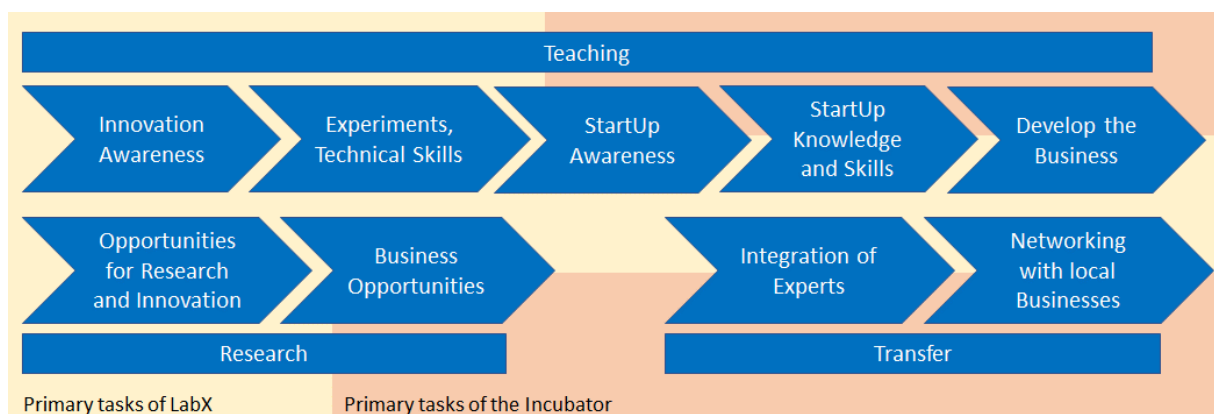 Teaching
Innovation
Awareness
Experiments,
Technical Skills
StartUp
Awareness
StartUp
Knowledge
and Skills
Develop the
Business
Opportunities
for Research
and Innovation
Business
Opportunities
Integration of
Experts
Networking
with local
Businesses
Research
Transfer
Primary tasks of LabX
Primary tasks of the Incubator